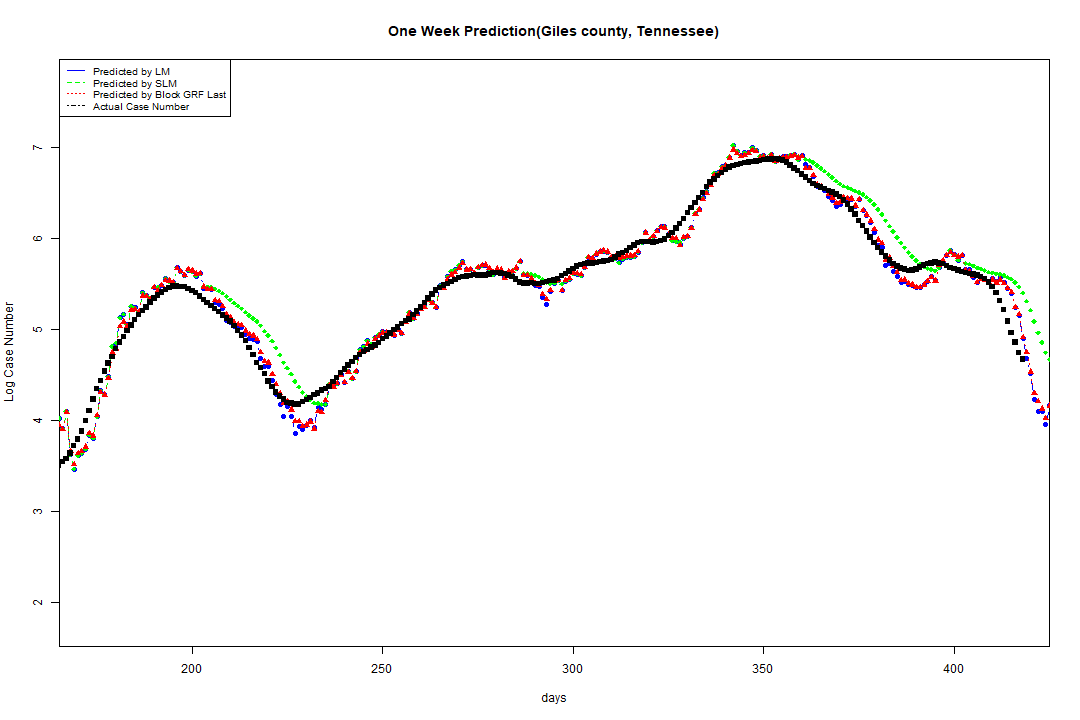 One Week Prediction(Giles county, Tennessee)
Predicted by LM
Predicted by SLM
Predicted by Block GRF Last
Actual Case Number
7
6
5
4
3
2
Log Case Number
200 250 300 350 400
days